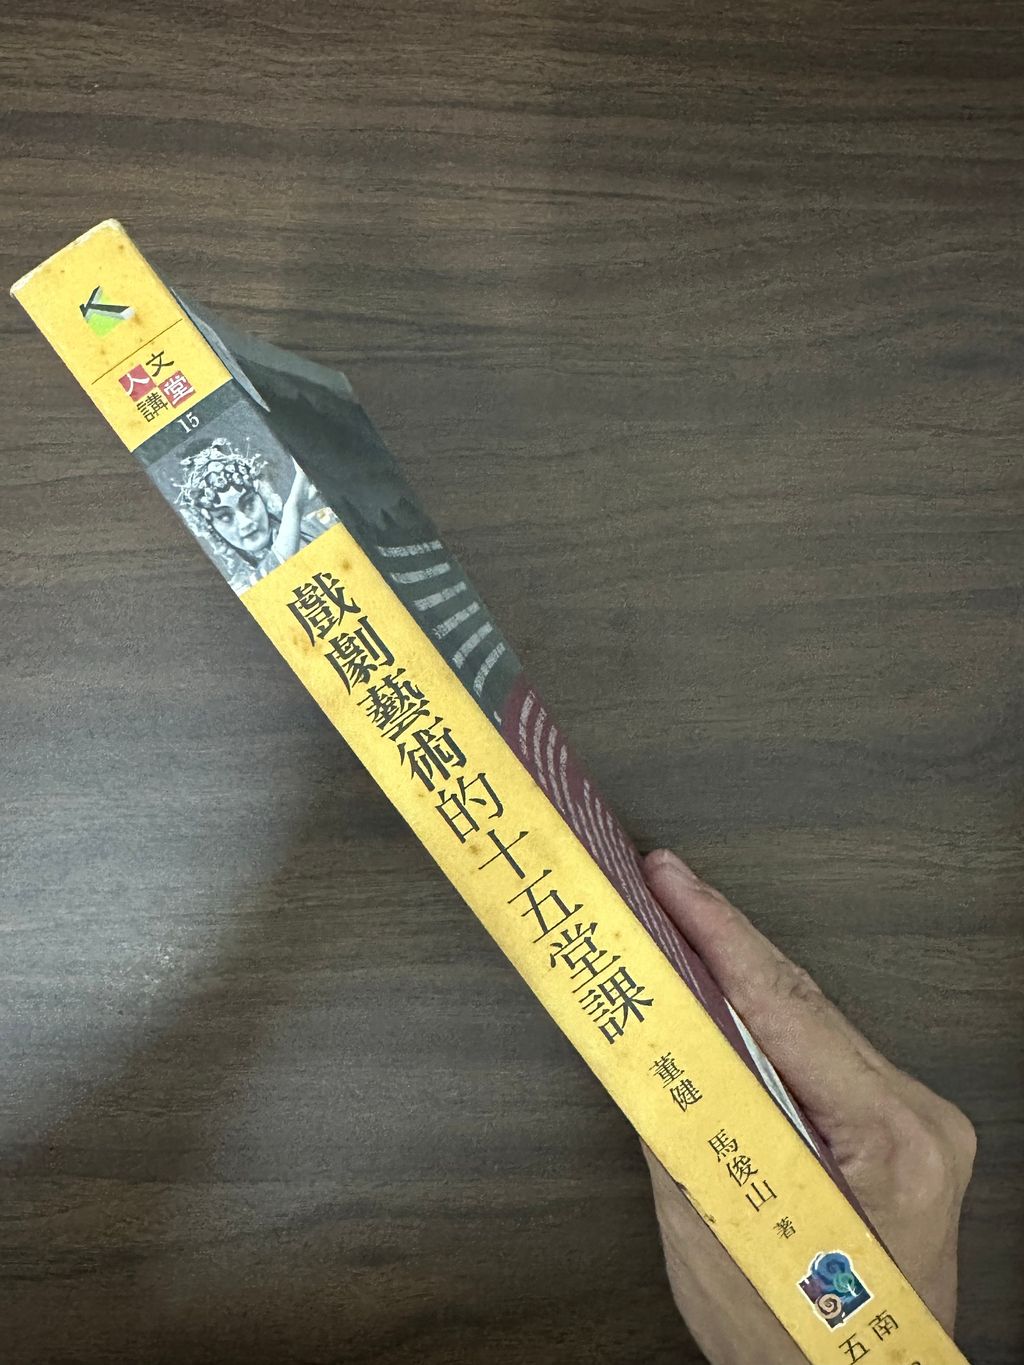 人文
講堂
15
戲劇藝術的十五堂課
董健
馬俊山 著
五南